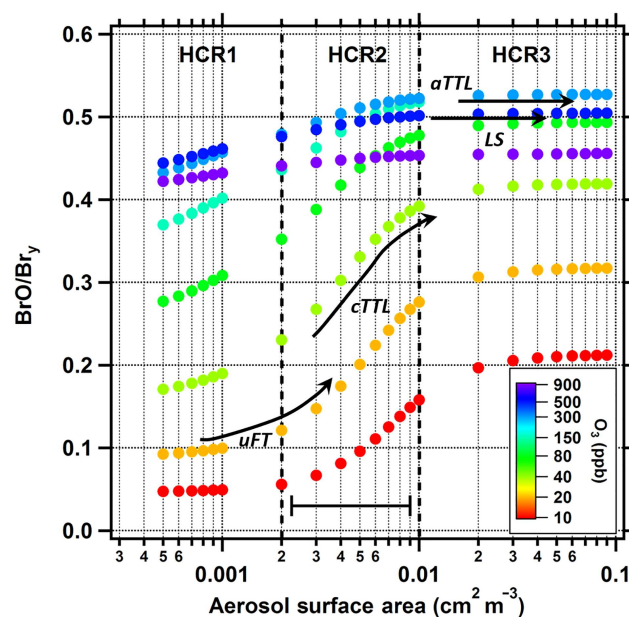 HCR1 HCR2 HCR3
0.6
0.5
0.4
0.3
0.2
0.1
0.0
BrO/Bry
aTTL
LS
cTTL
uFT
900
500
300
150
80
40
20
10
O3 (ppb)
3 5 6 2 3 4 5 6 2 3 4 5 6
0.001 0.01 0.1
Aerosol surface area (cm² m⁻³)